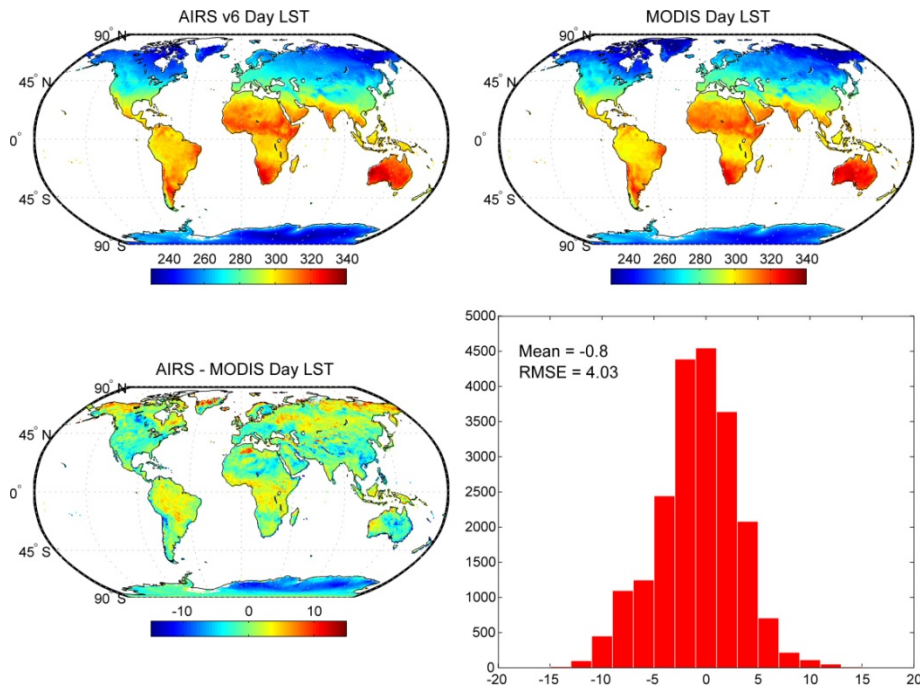 AIRS v6 Day LST
90° N
45°
0°
45° S
90° S
240 260 280 300 320 340
MODIS Day LST
90° N
45° N
0°
45° S
90° S
240 260 280 300 320 340
AIRS - MODIS Day LST
90° N
45° N
0°
45° S
90° S
-10 0 10
Mean = -0.8
RMSE = 4.03
5000
4500
4000
3500
3000
2500
2000
1500
1000
500
0
-20 -15 -10 -5 0 5 10 15 20